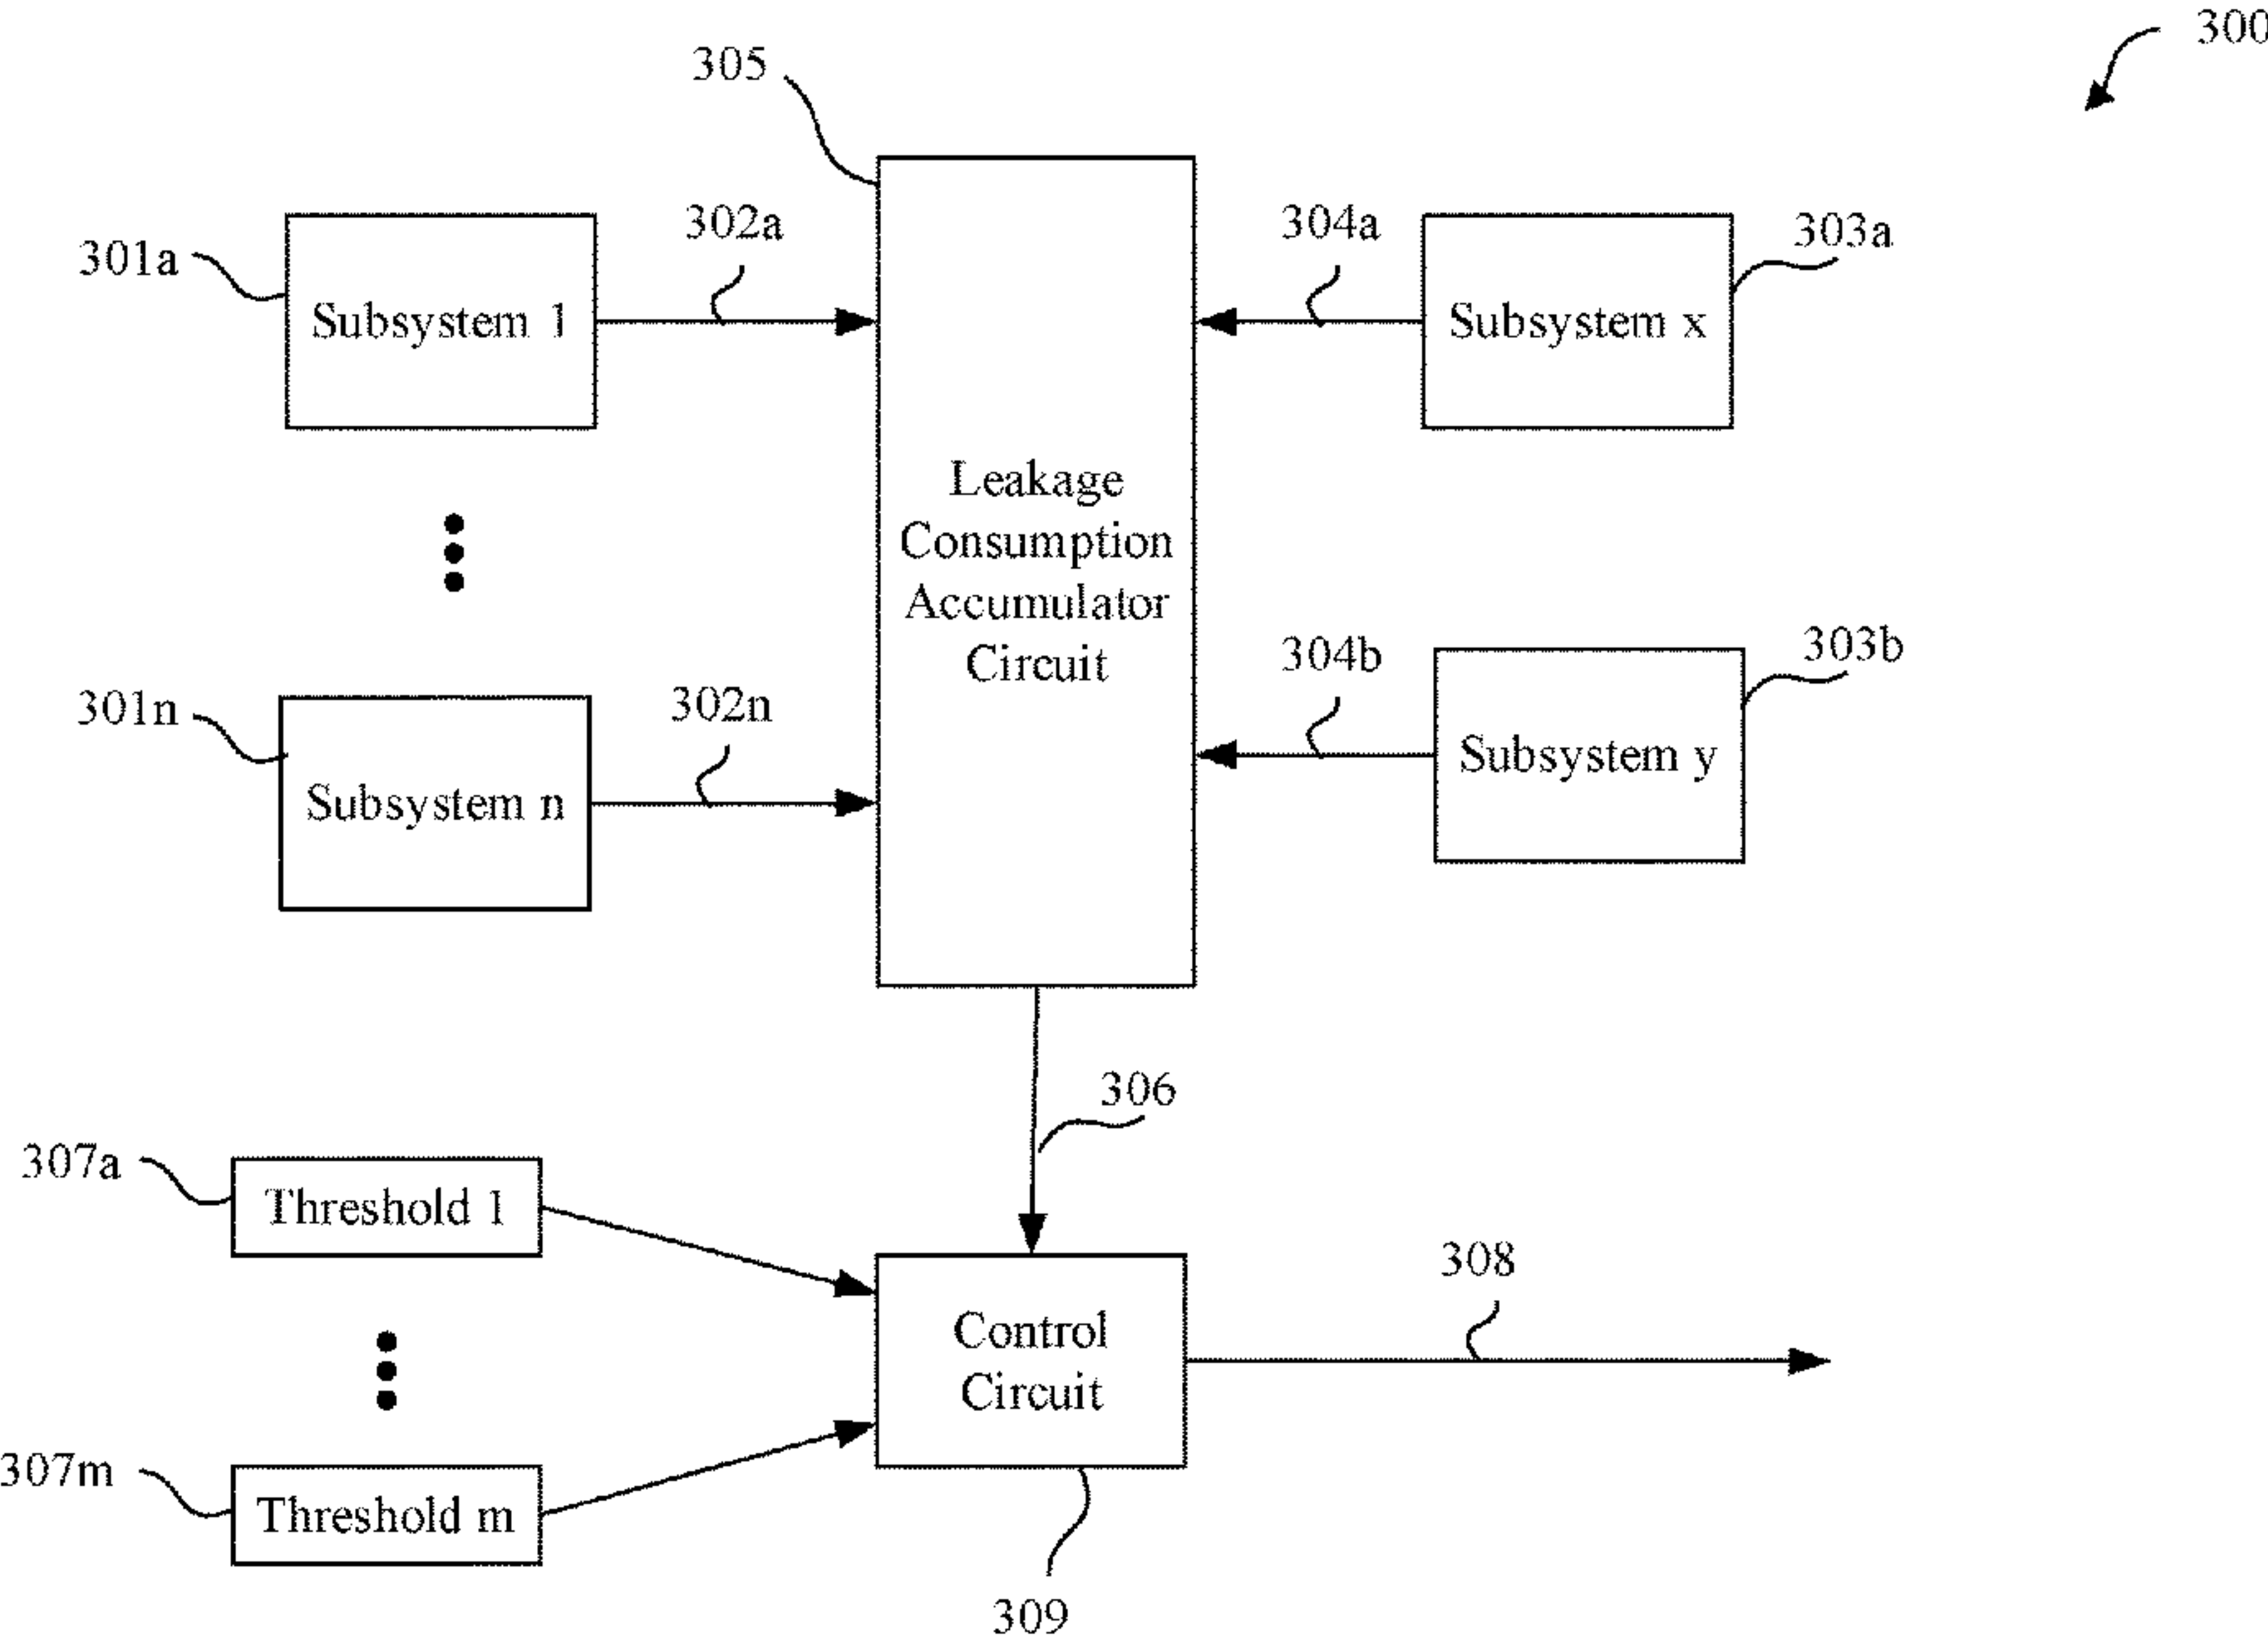 300
305
302a
304a
303a
301a
Subsystem 1
Subsystem x
Leakage
Consumption
Accumulator
Circuit
304b
303b
301n
302n
Subsystem n
Subsystem y
306
307a
Threshold 1
308
Control
Circuit
307m
Threshold m
309